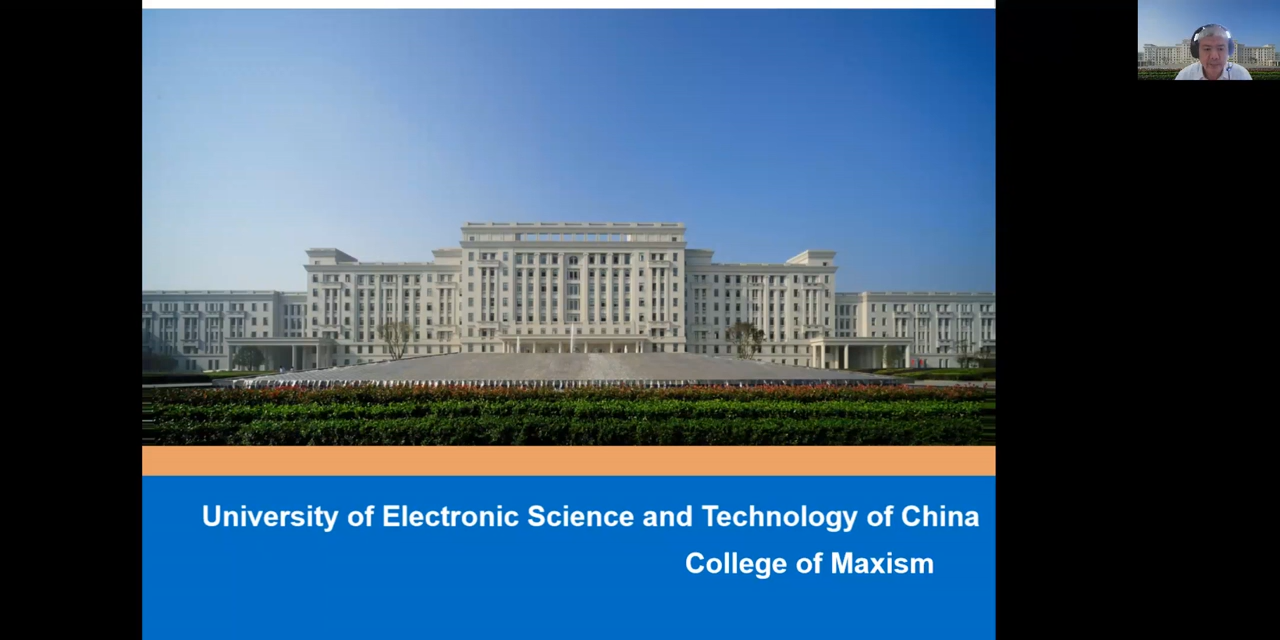 University of Electronic Science and Technology of China
College of Maxism